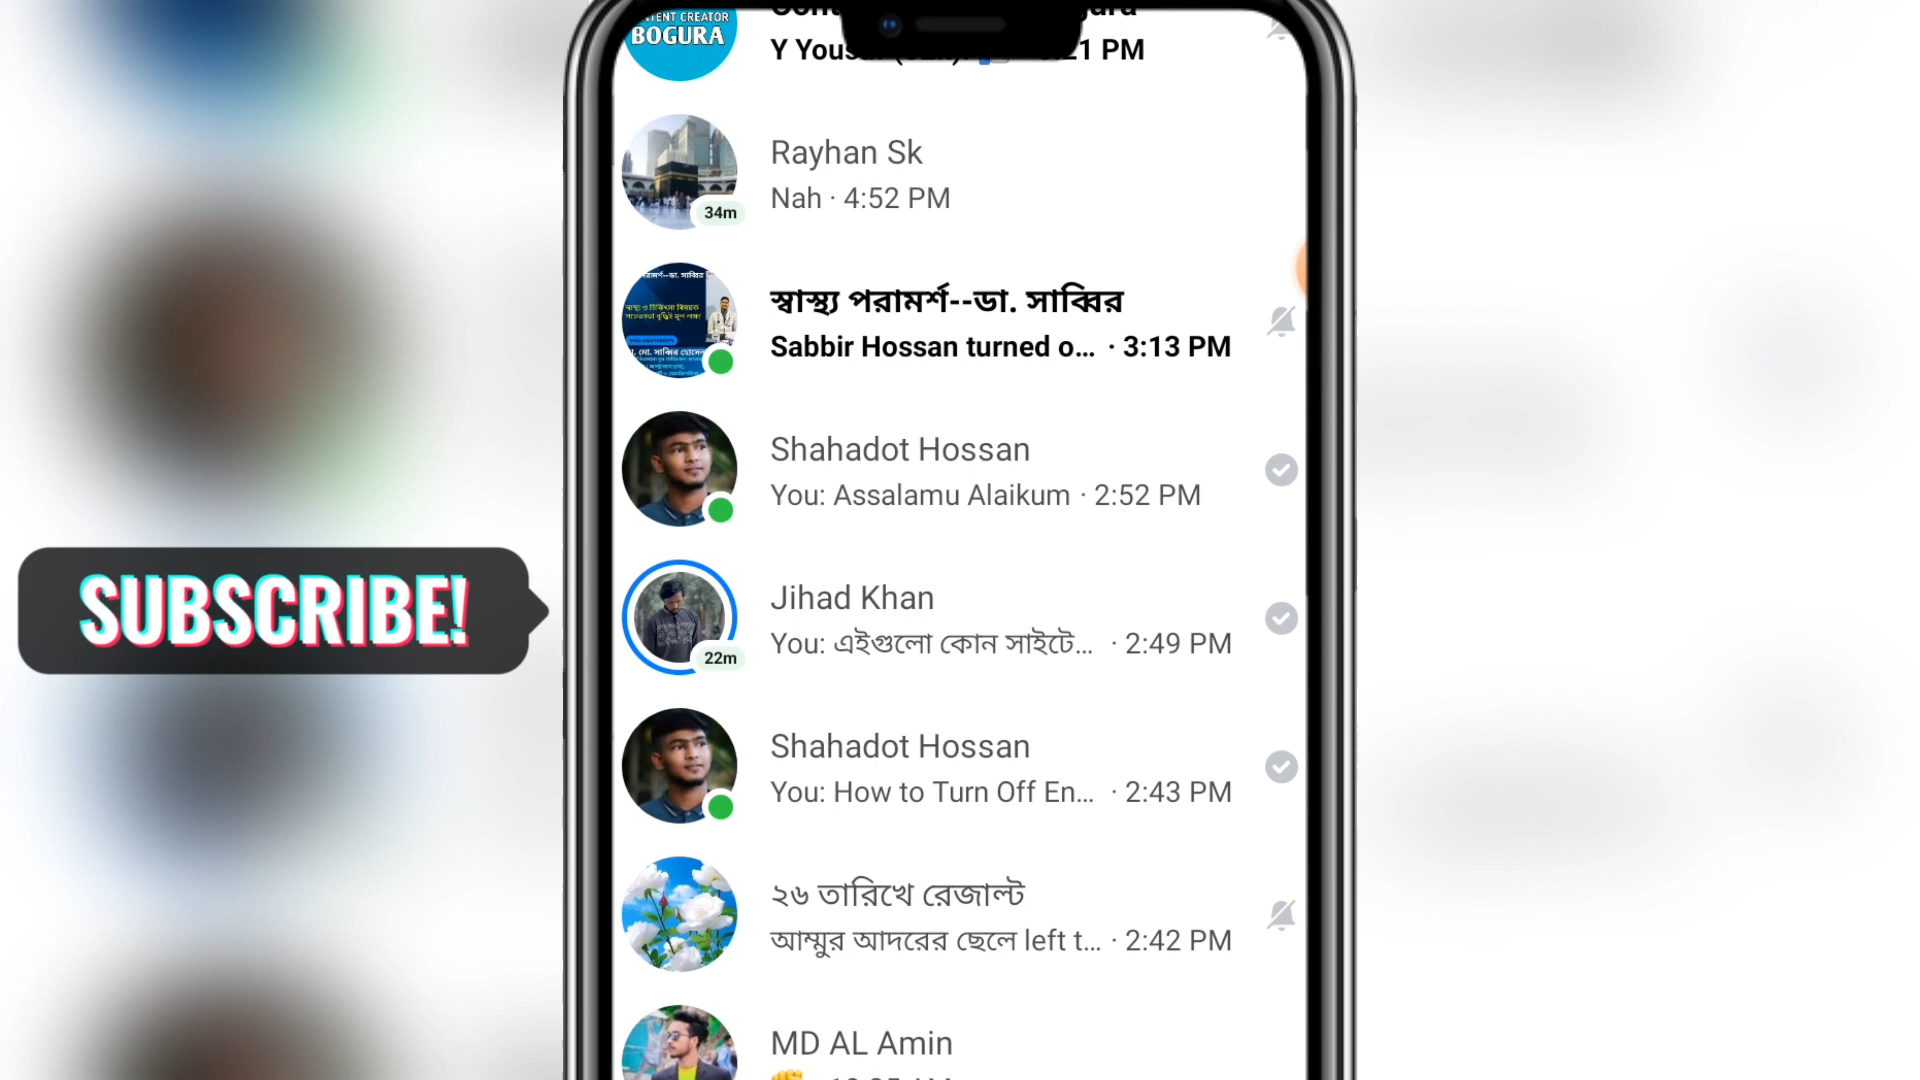 BOGURA
21 PM
Rayhan Sk
Nah · 4:52 PM
34m
স্বাস্থ্য পরামর্শ--ডা. সাব্বির
Sabbir Hossan turned o... · 3:13 PM
Shahadot Hossan
You: Assalamu Alaikum · 2:52 PM
SUBSCRIBE!
Jihad Khan
You: এইগুলো কোন সাইটে... · 2:49 PM
22m
Shahadot Hossan
You: How to Turn Off En... · 2:43 PM
২৬ তারিখে রেজাল্ট
আম্মুর আদরের ছেলে left t... · 2:42 PM
MD AL Amin